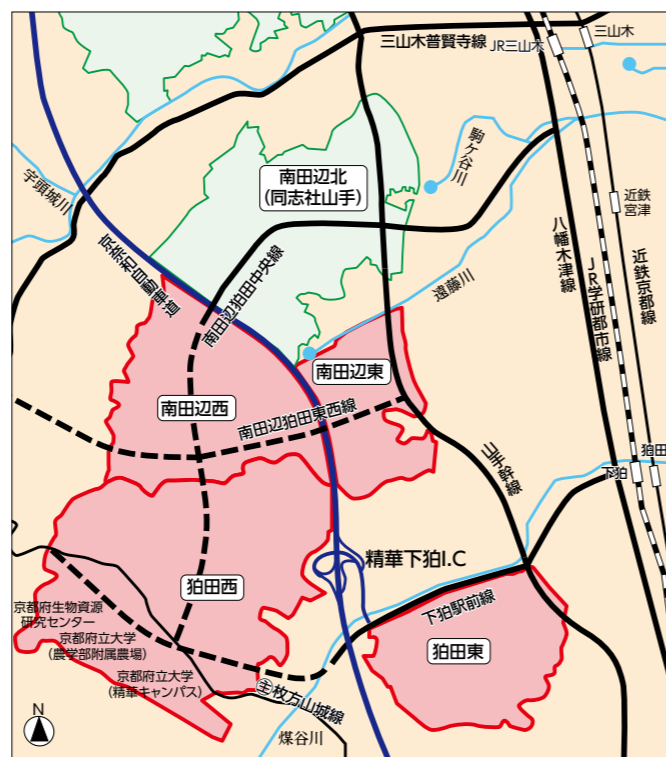 三山木普賢寺線
JR三山木
三山木
駒ケ谷川
南田辺北
(同志社山手)
宇頭城川
京奈和自動車道
南田辺狛田中央線
近鉄
宮津
八幡木津線
JR学研都市線
近鉄京都線
遠藤川
南田辺東
南田辺西
南田辺狛田東西線
山手幹線
狛田
下狛
精華下狛I.C
狛田西
京都府生物資源
研究センター
京都府立大学
(農学部附属農場)
京都府立大学
(精華キャンパス)
下狛駅前線
狛田東
主枚方山城線
煤谷川
N